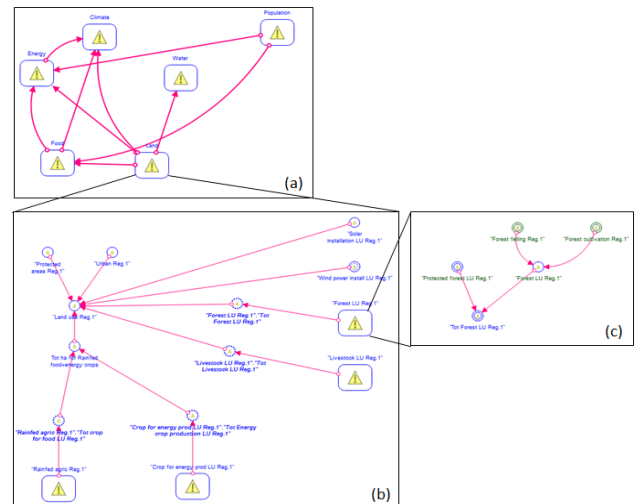 Climate
Population
Energy
Water
Food
Land
(a)
"Solar
installation LU Reg.1"
"Protected
areas Reg.1"
"Urban Reg.1"
"Wind power install LU Reg.1"
"Forest LU Reg.1"
"Land use Reg.1"
"Forest LU Reg.1"."Tot
Forest LU Reg.1"
Tot ha for Rainfed
food+energy crops
"Livestook LU Reg.1"."Tot
Livestook LU Reg.1"
"Livestook LU Reg.1"
"Rainfed agric Reg.1"."Tot crop
for food LU Reg.1"
"Crop for energy prod LU Reg.1"."Tot Energy
crop production LU Reg.1"
"Rainfed agric Reg.1"
"Crop for energy prod LU Reg.1"
(b)
"Forest felling Reg.1"
"Forest cultivation Reg.1"
"Protected forest LU Reg.1"
"Forest LU Reg.1"
"Tot Forest LU Reg.1"
(c)